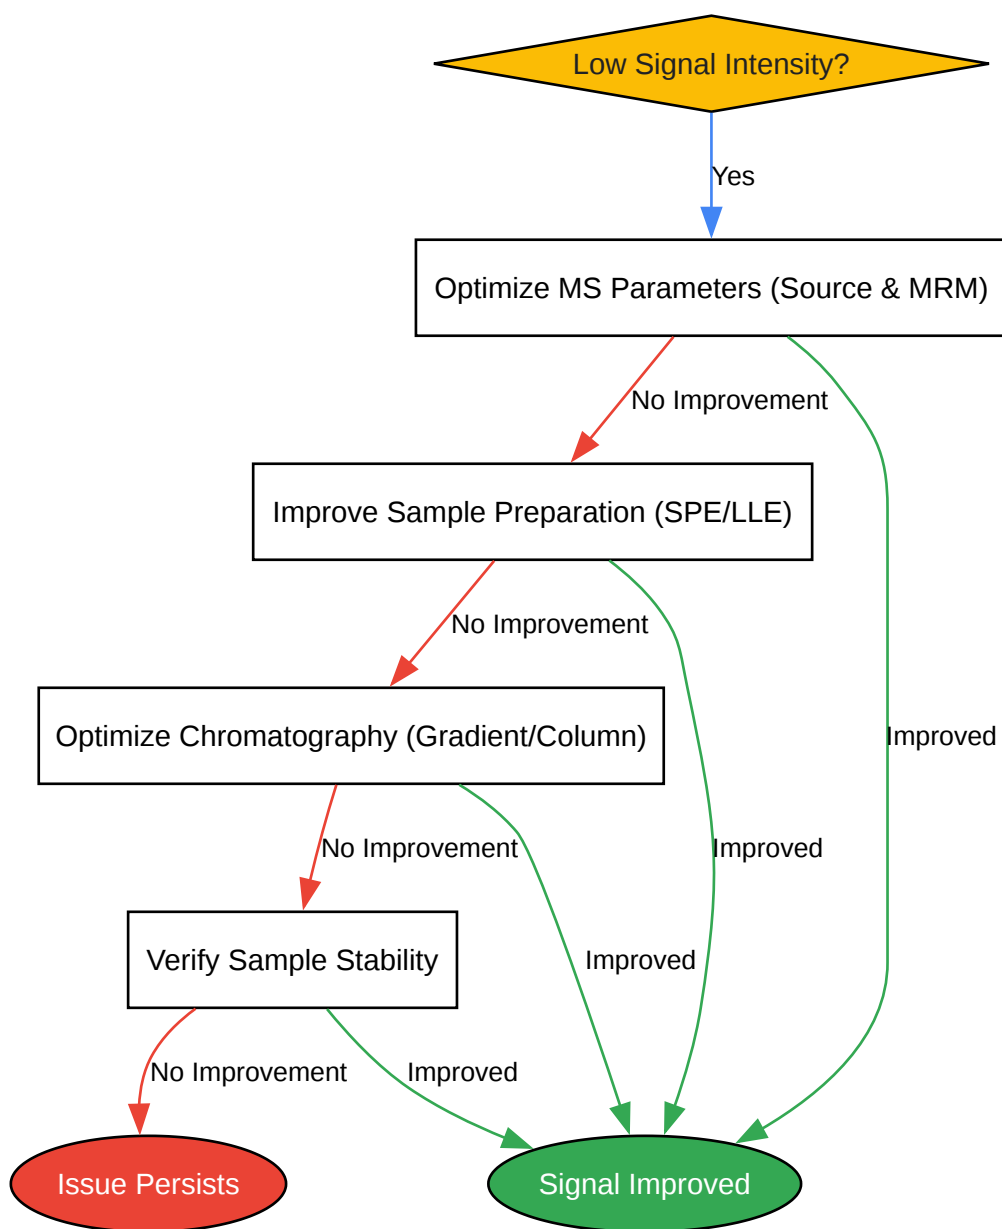 Low Signal Intensity?
Yes
Optimize MS Parameters (Source & MRM)
No Improvement
Improve Sample Preparation (SPE/LLE)
No Improvement
Optimize Chromatography (Gradient/Column)
Improved
No Improvement
Improved
Verify Sample Stability
Improved
No Improvement
Improved
Issue Persists
Signal Improved